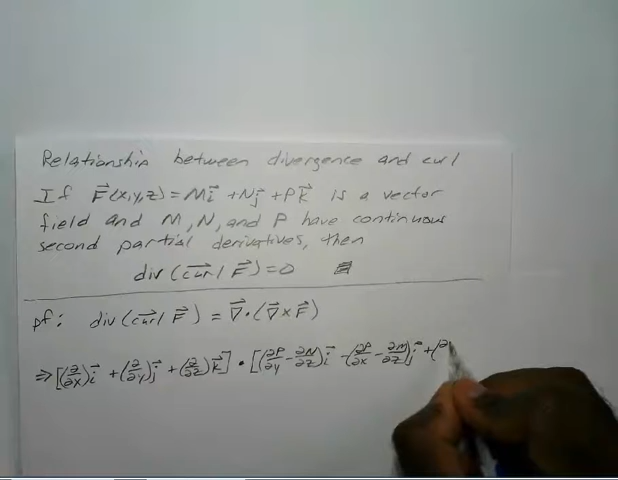 Relationship between divergence and curl
If F⃗(x,y,z) = Mi⃗ + Nj⃗ + Pk⃗ is a vector
field and M, N, and P have continuous
second partial derivatives, then
div(curl F⃗) = 0
pf: div(curl F⃗) = ∇⃗ · (∇⃗ × F⃗)
⇒ [(∂/∂x)i⃗ + (∂/∂y)j⃗ + (∂/∂z)k⃗] · [(∂P/∂y − ∂N/∂z)i⃗ − (∂P/∂x − ∂M/∂z)j⃗ + (∂